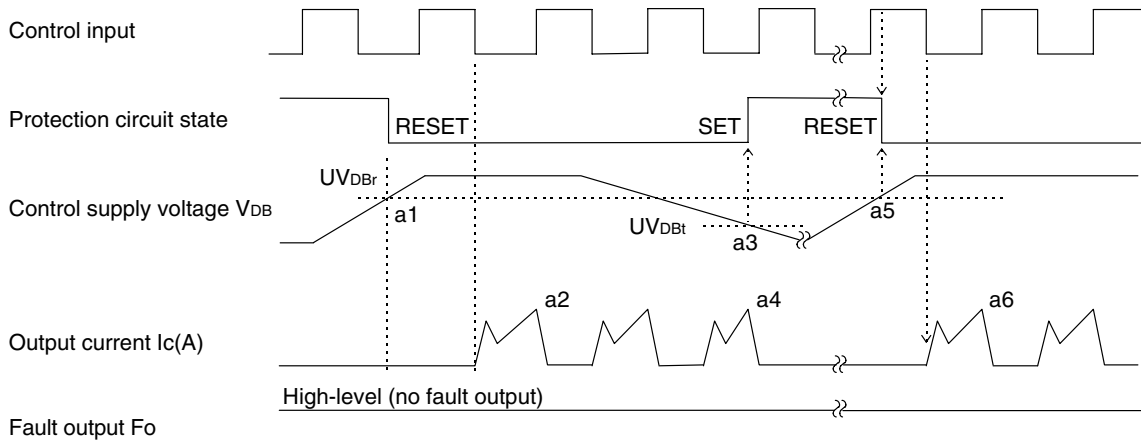 Control input
Protection circuit state
RESET
SET
RESET
UVDBr
Control supply voltage VDB
a1
a5
UVDBt
a3
a2
a4
a6
Output current Ic(A)
High-level (no fault output)
Fault output Fo